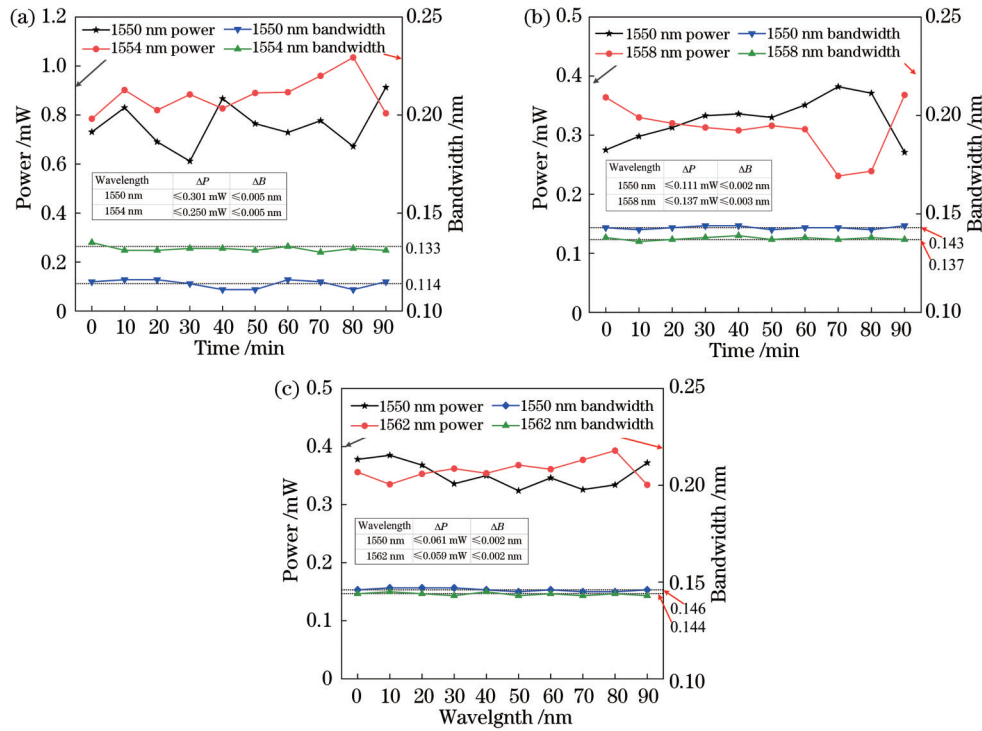 (a)
1.2
1.0
0.8
0.6
0.4
0.2
0
Power /mW
1550 nm power
1554 nm power
1550 nm bandwidth
1554 nm bandwidth
0.25
0.20
0.15
0.10
Bandwidth /nm
Wavelength ΔP ΔB
1550 nm ≤0.301 mW ≤0.005 nm
1554 nm ≤0.250 mW ≤0.005 nm
0.133
0.114
0 10 20 30 40 50 60 70 80 90
Time /min
(b)
0.5
0.4
0.3
0.2
0.1
0
Power /mW
1550 nm power
1558 nm power
1550 nm bandwidth
1558 nm bandwidth
0.25
0.20
0.15
0.10
Bandwidth /nm
Wavelength ΔP ΔB
1550 nm ≤0.111 mW ≤0.002 nm
1558 nm ≤0.137 mW ≤0.003 nm
0.143
0.137
0 10 20 30 40 50 60 70 80 90
Time /min
(c)
0.5
0.4
0.3
0.2
0.1
0
Power /mW
1550 nm power
1562 nm power
1550 nm bandwidth
1562 nm bandwidth
0.25
0.20
0.15
0.10
Bandwidth /nm
Wavelength ΔP ΔB
1550 nm ≤0.061 mW ≤0.002 nm
1562 nm ≤0.059 mW ≤0.002 nm
0.146
0.144
0 10 20 30 40 50 60 70 80 90
Wavelgnth /nm